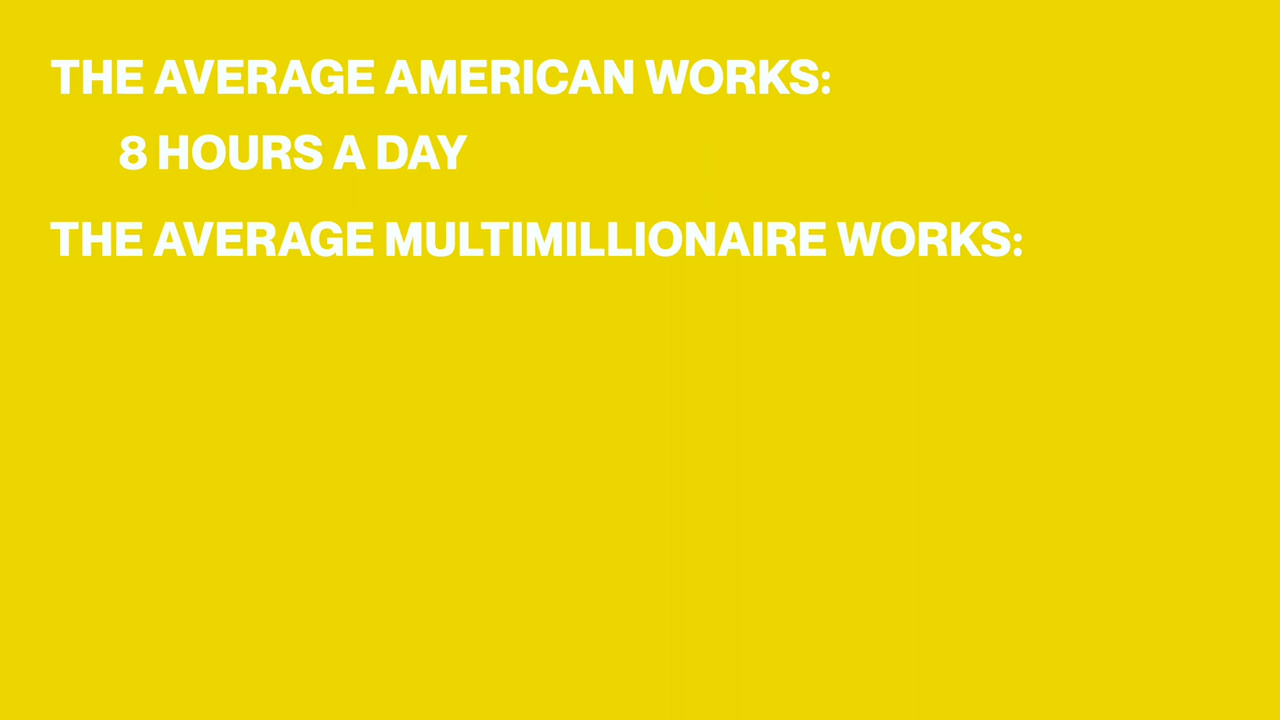 THE AVERAGE AMERICAN WORKS:
8 HOURS A DAY
THE AVERAGE MULTIMILLIONAIRE WORKS: